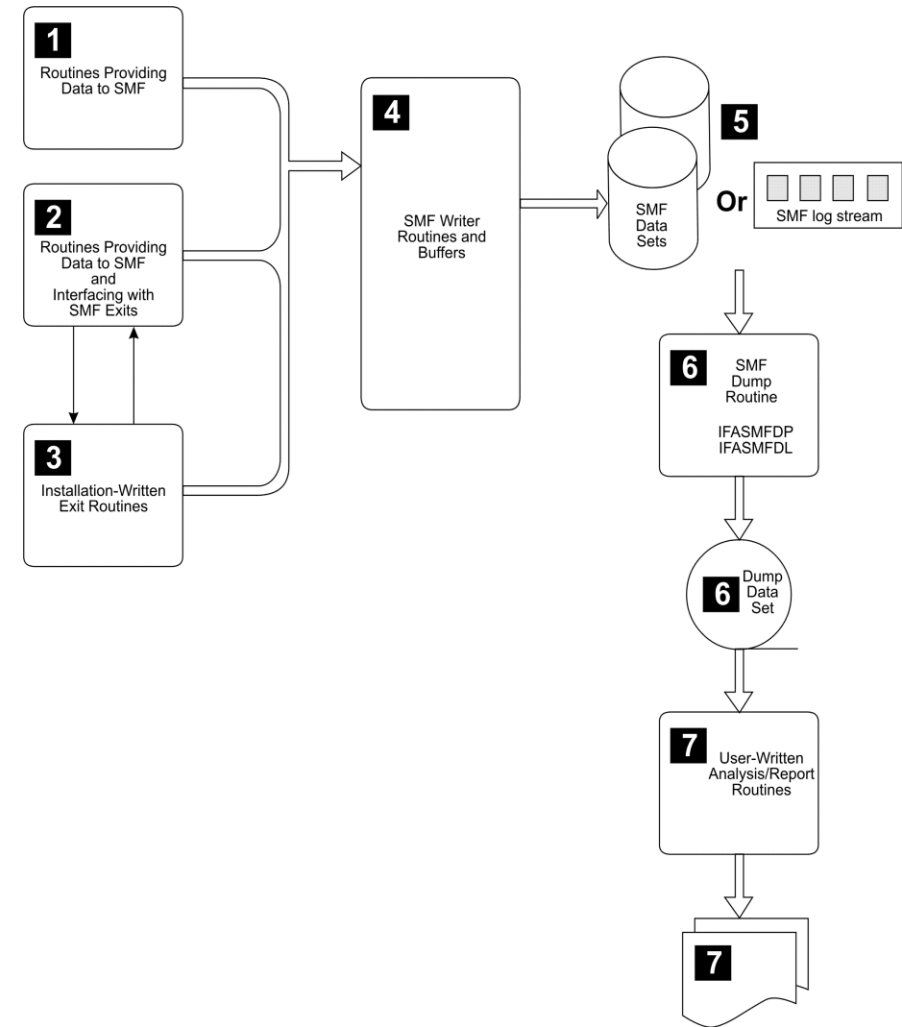 1
Routines Providing
Data to SMF
2
Routines Providing
Data to SMF
and
Interfacing with
SMF Exits
3
Installation-Written
Exit Routines
4
SMF Writer
Routines and
Buffers
5
SMF
Data
Sets
Or
SMF log stream
6
SMF
Dump
Routine
IFASMFDP
IFASMFDL
6
Dump
Data
Set
7
User-Written
Analysis/Report
Routines
7